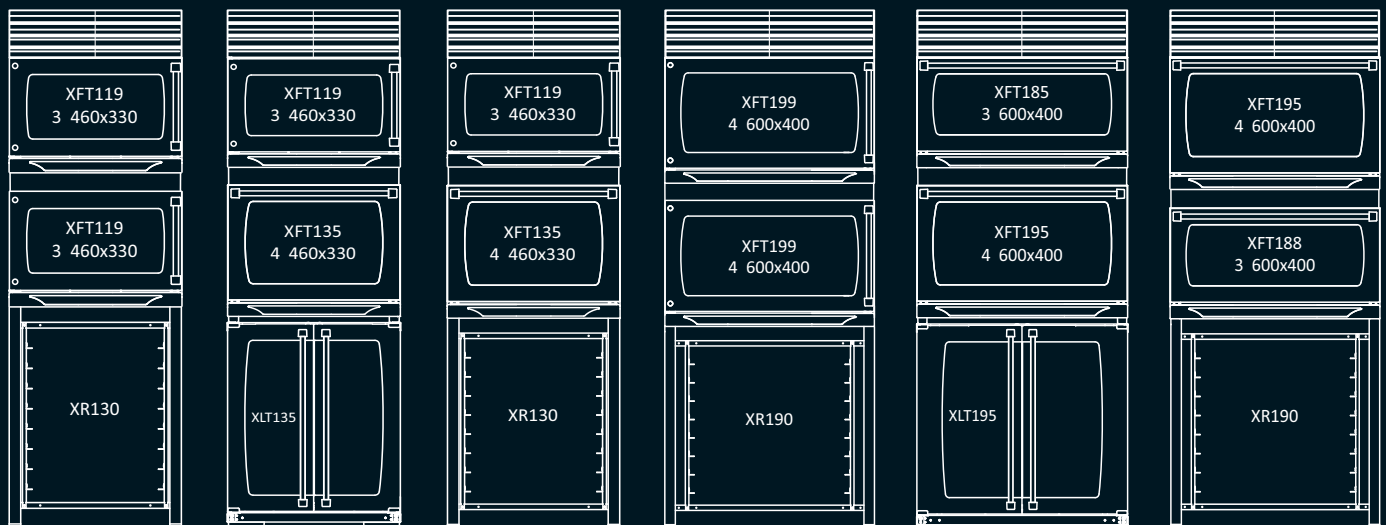 XFT119
3 460x330
XFT119
3 460x330
XR130
XFT119
3 460x330
XFT135
4 460x330
XLT135
XFT119
3 460x330
XFT135
4 460x330
XR130
XFT199
4 600x400
XFT199
4 600x400
XR190
XFT185
3 600x400
XFT195
4 600x400
XLT195
XFT195
4 600x400
XFT188
3 600x400
XR190